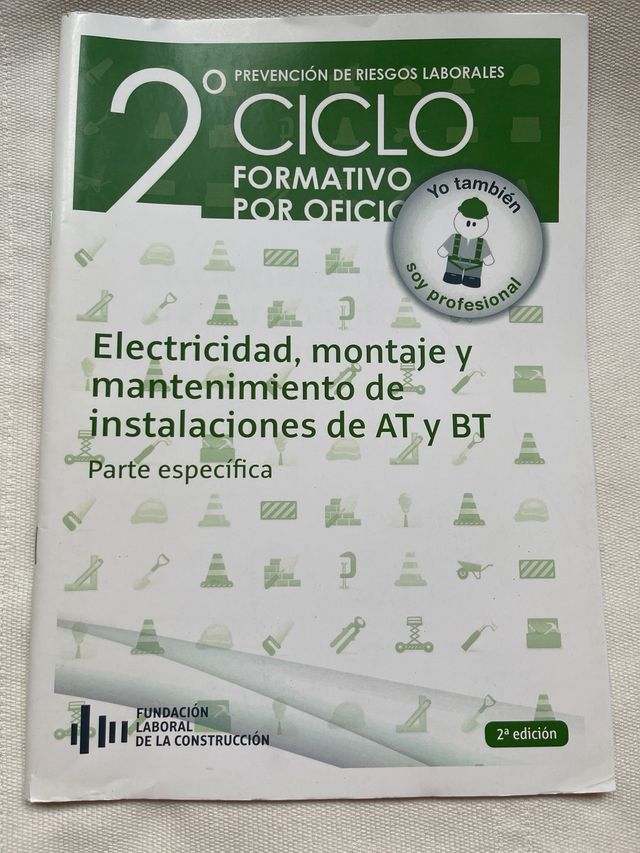 2º
PREVENCIÓN DE RIESGOS LABORALES
CICLO
FORMATIVO
POR
Yo también
soy profesional
Electricidad, montaje y
mantenimiento de
instalaciones de AT y BT
Parte específica
FUNDACIÓN
LABORAL
DE LA CONSTRUCCIÓN
2ª edición